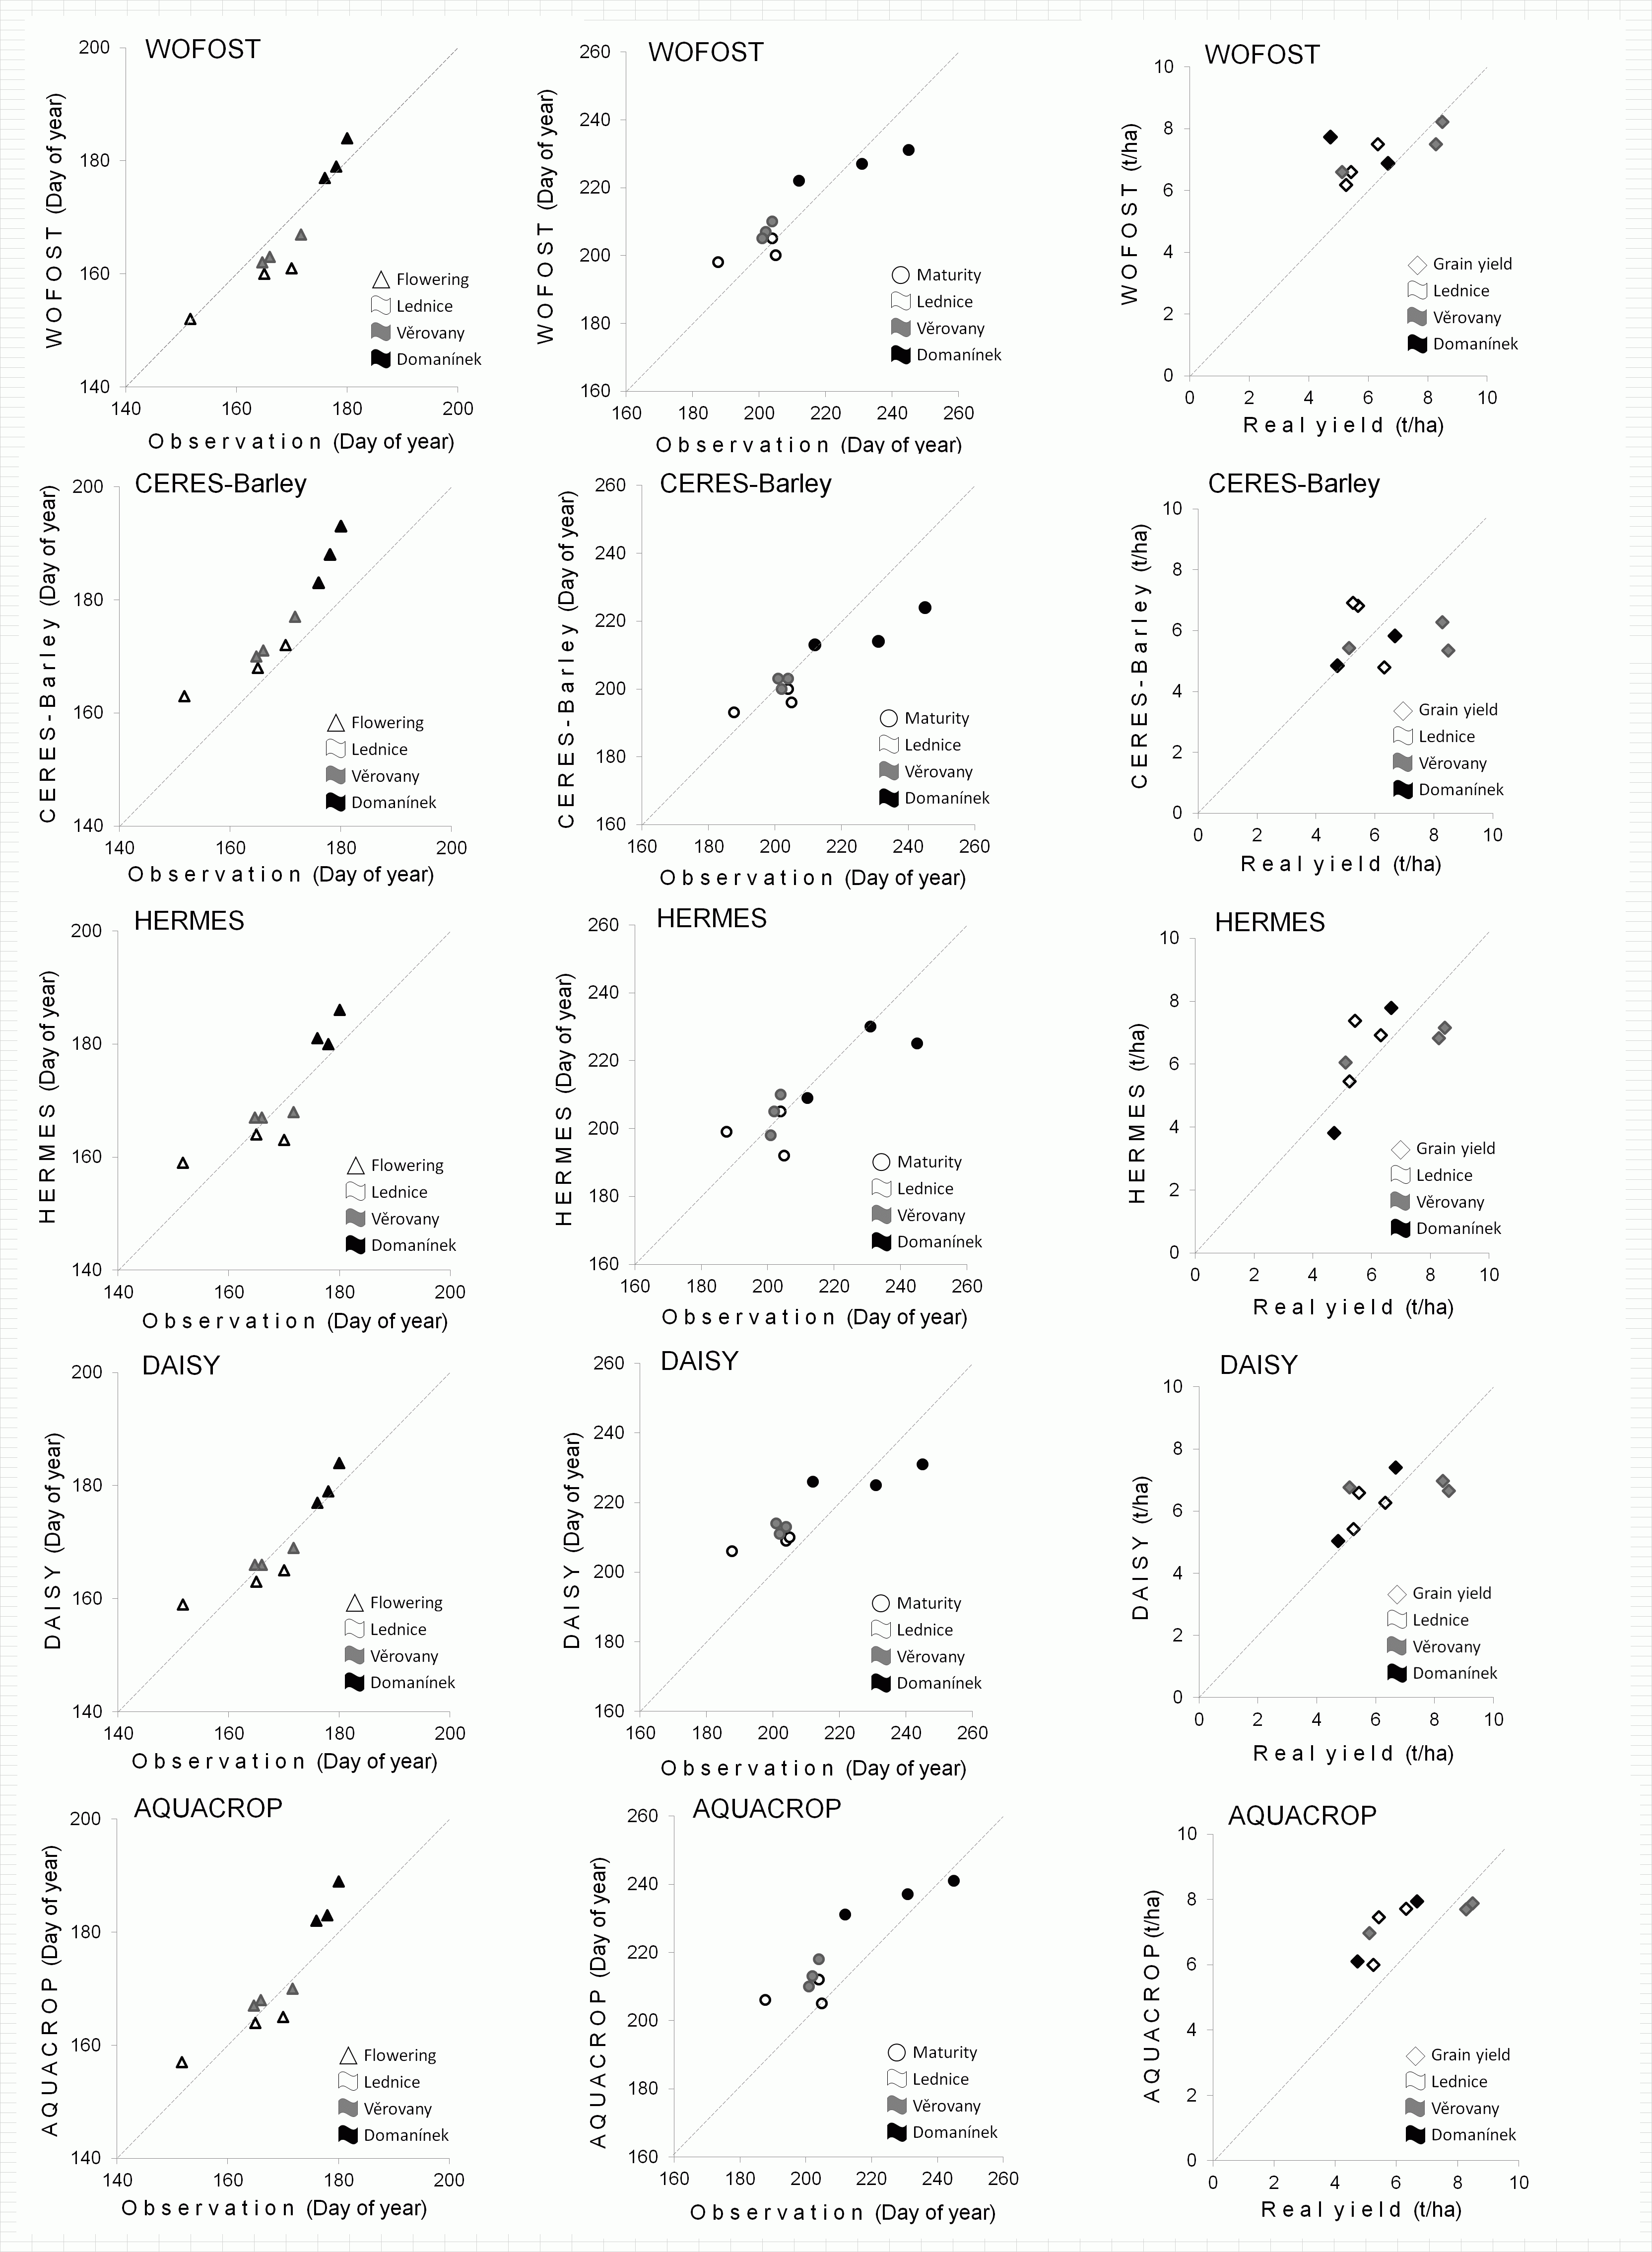 WOFOST
WOFOST (Day of year)
200
180
160
140
140 160 180 200
Observation (Day of year)
Flowering
Lednice
Věrovany
Domanínek
WOFOST
WOFOST (Day of year)
260
240
220
200
180
160
160 180 200 220 240 260
Observation (Day of year)
Maturity
Lednice
Věrovany
Domanínek
WOFOST
WOFOST (t/ha)
10
8
6
4
2
0
0 2 4 6 8 10
Real yield (t/ha)
Grain yield
Lednice
Věrovany
Domanínek
CERES-Barley
CERES-Barley (Day of year)
200
180
160
140
140 160 180 200
Observation (Day of year)
Flowering
Lednice
Věrovany
Domanínek
CERES-Barley
CERES-Barley (Day of year)
260
240
220
200
180
160
160 180 200 220 240 260
Observation (Day of year)
Maturity
Lednice
Věrovany
Domanínek
CERES-Barley
CERES-Barley (t/ha)
10
8
6
4
2
0
0 2 4 6 8 10
Real yield (t/ha)
Grain yield
Lednice
Věrovany
Domanínek
HERMES
HERMES (Day of year)
200
180
160
140
140 160 180 200
Observation (Day of year)
Flowering
Lednice
Věrovany
Domanínek
HERMES
HERMES (Day of year)
260
240
220
200
180
160
160 180 200 220 240 260
Observation (Day of year)
Maturity
Lednice
Věrovany
Domanínek
HERMES
HERMES (t/ha)
10
8
6
4
2
0
0 2 4 6 8 10
Real yield (t/ha)
Grain yield
Lednice
Věrovany
Domanínek
DAISY
DAISY (Day of year)
200
180
160
140
140 160 180 200
Observation (Day of year)
Flowering
Lednice
Věrovany
Domanínek
DAISY
DAISY (Day of year)
260
240
220
200
180
160
160 180 200 220 240 260
Observation (Day of year)
Maturity
Lednice
Věrovany
Domanínek
DAISY
DAISY (t/ha)
10
8
6
4
2
0
0 2 4 6 8 10
Real yield (t/ha)
Grain yield
Lednice
Věrovany
Domanínek
AQUACROP
AQUACROP (Day of year)
200
180
160
140
140 160 180 200
Observation (Day of year)
Flowering
Lednice
Věrovany
Domanínek
AQUACROP
AQUACROP (Day of year)
260
240
220
200
180
160
160 180 200 220 240 260
Observation (Day of year)
Maturity
Lednice
Věrovany
Domanínek
AQUACROP
AQUACROP (t/ha)
10
8
6
4
2
0
0 2 4 6 8 10
Real yield (t/ha)
Grain yield
Lednice
Věrovany
Domanínek